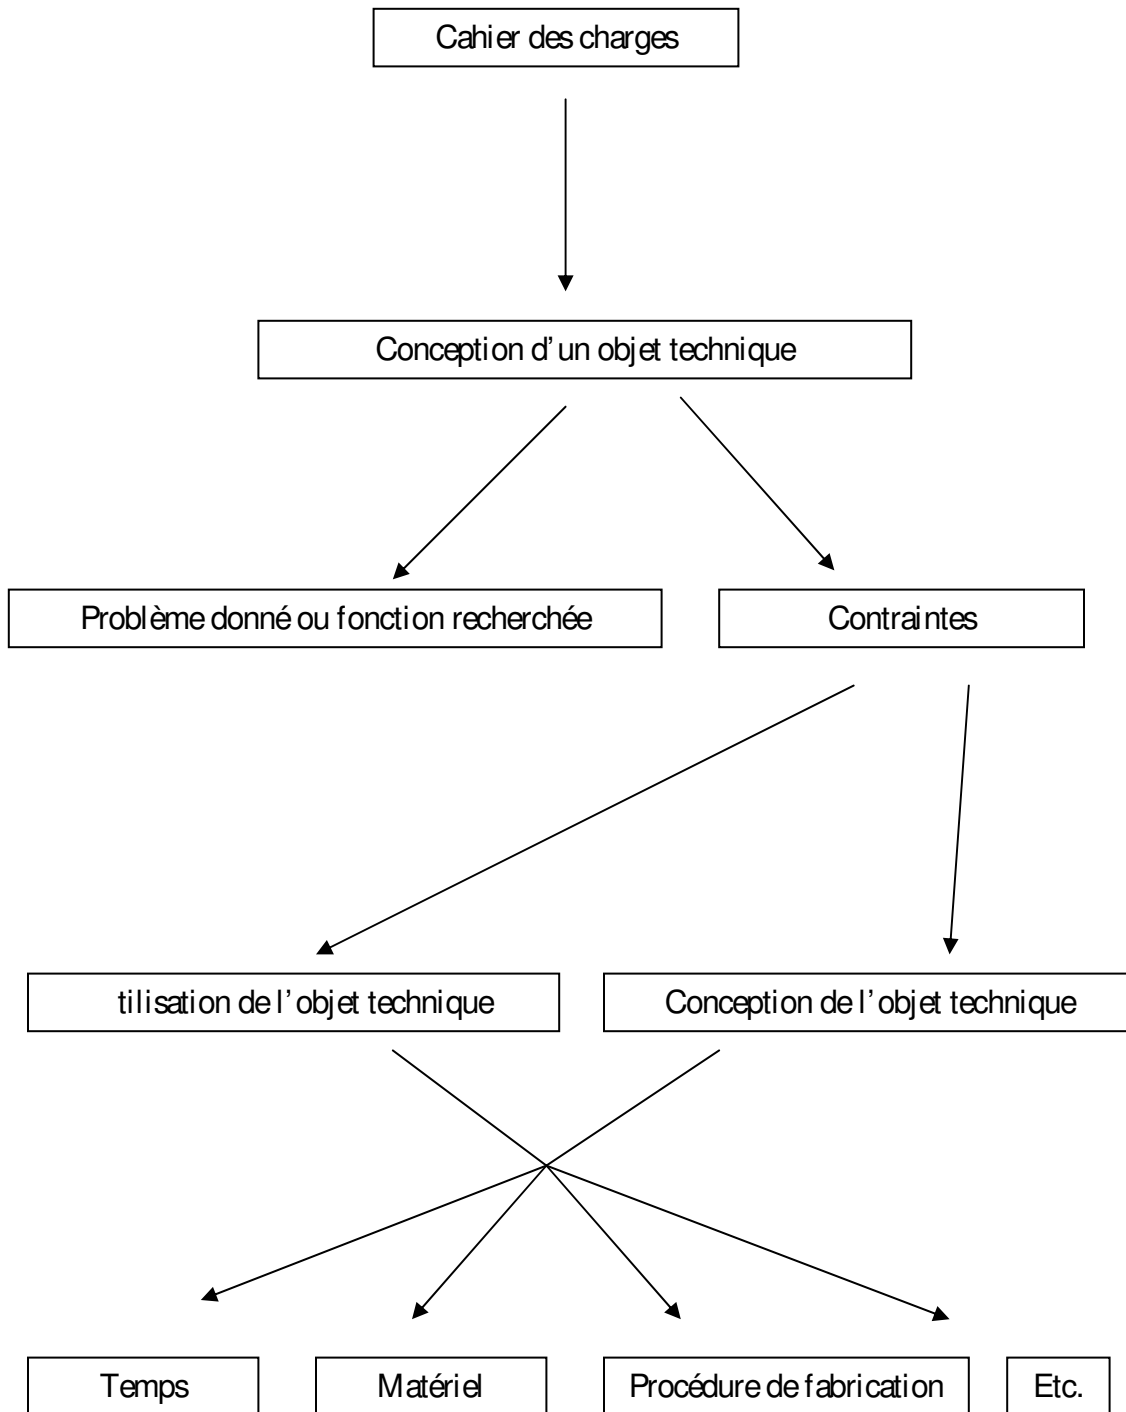 Cahier des charges
Conception d'un objet technique
Problème donné ou fonction recherchée
Contraintes
tilisation de l'objet technique
Conception de l'objet technique
Temps
Matériel
Procédure de fabrication
Etc.